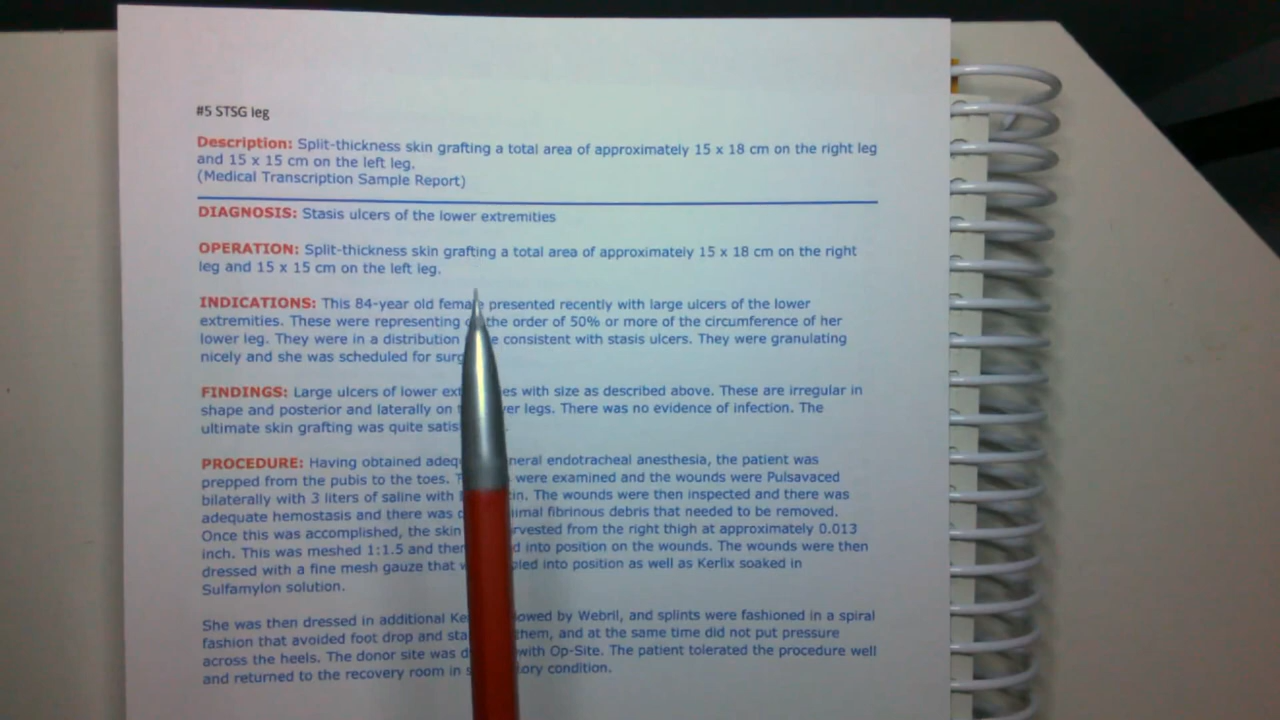 #5 STSG leg
Description: Split-thickness skin grafting a total area of approximately 15 x 18 cm on the right leg
and 15 x 15 cm on the left leg.
(Medical Transcription Sample Report)
DIAGNOSIS: Stasis ulcers of the lower extremities
OPERATION: Split-thickness skin grafting a total area of approximately 15 x 18 cm on the right
leg and 15 x 15 cm on the left leg.
INDICATIONS: This 84-year old female presented recently with large ulcers of the lower
extremities. These were representing the order of 50% or more of the circumference of her
lower leg. They were in a distribution consistent with stasis ulcers. They were granulating
nicely and she was scheduled for
FINDINGS: Large ulcers of lower with size as described above. These are irregular in
shape and posterior and laterally on legs. There was no evidence of infection. The
ultimate skin grafting was quite
PROCEDURE: Having obtained endotracheal anesthesia, the patient was
prepped from the pubis to the toes. were examined and the wounds were Pulsavaced
bilaterally with 3 liters of saline with The wounds were then inspected and there was
adequate hemostasis and there was fibrinous debris that needed to be removed.
Once this was accomplished, the skin from the right thigh at approximately 0.013
inch. This was meshed 1:1.5 and into position on the wounds. The wounds were then
dressed with a fine mesh gauze that into position as well as Kerlix soaked in
Sulfamylon solution.
She was then dressed in additional by Webril, and splints were fashioned in a spiral
fashion that avoided foot drop and them, and at the same time did not put pressure
across the heels. The donor site was with Op-Site. The patient tolerated the procedure well
and returned to the recovery room in condition.